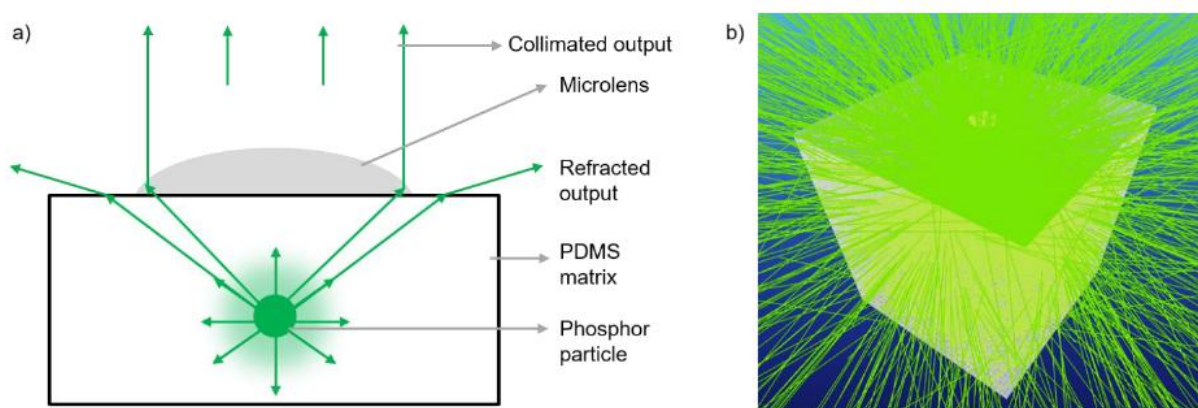 a)
Collimated output
Microlens
Refracted
output
PDMS
matrix
Phosphor
particle
b)